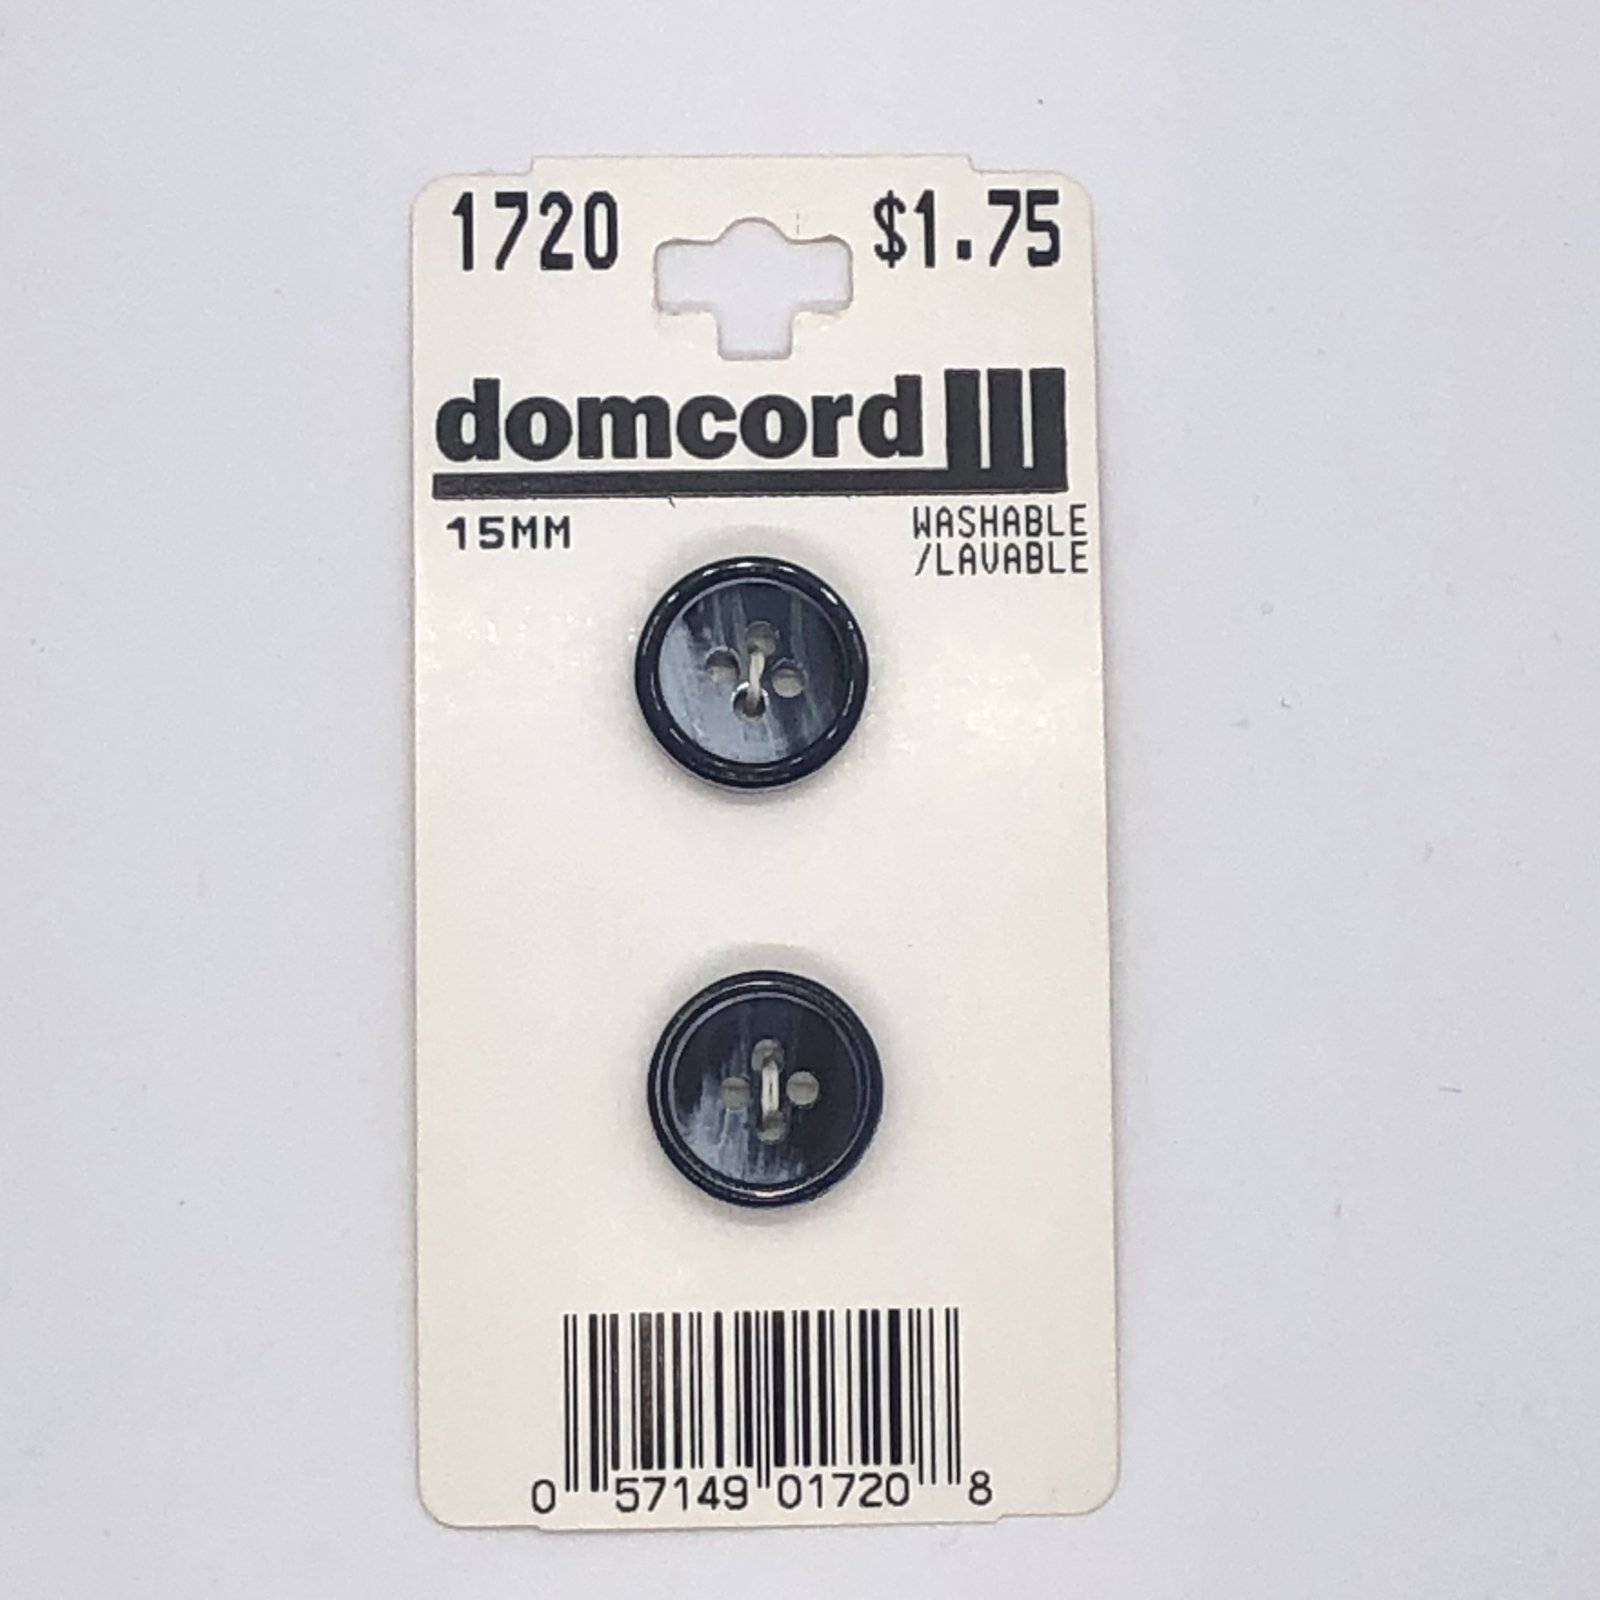 1720 $1.75
domcord
15MM WASHABLE
/LAVABLE
0 57149 01720 8